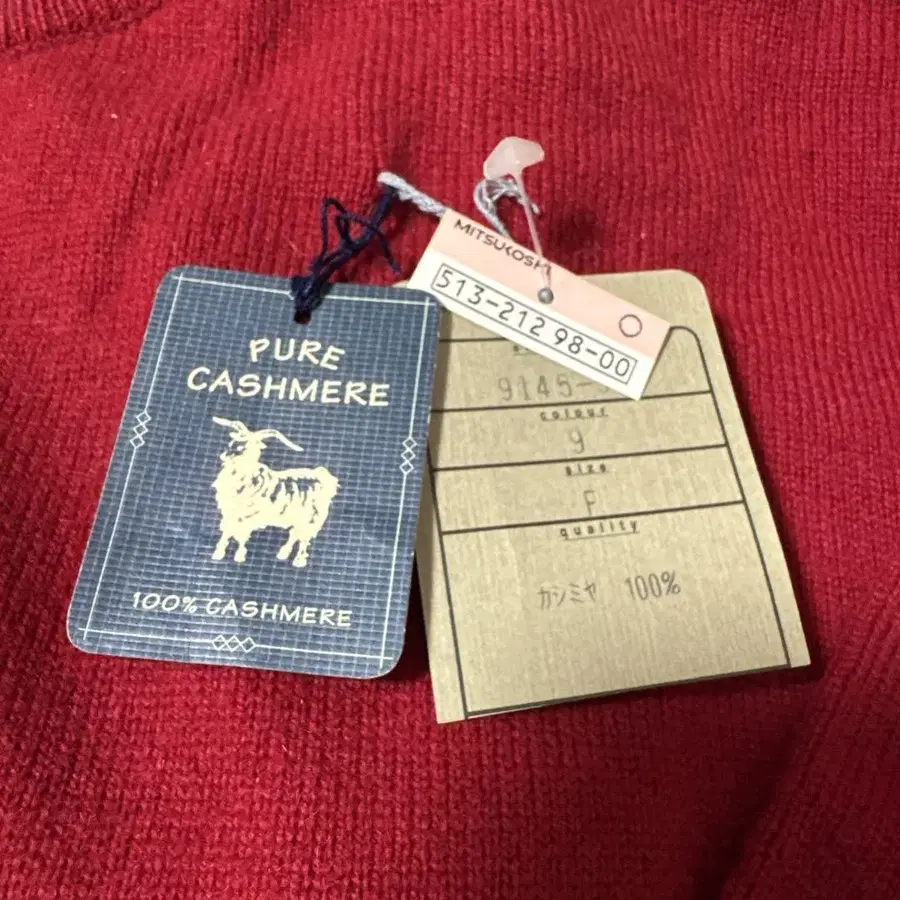 PURE
CASHMERE
100% CASHMERE
MITSUKOSHI
513-212 98-00
9145-
colour
9
size
F
quality
カシミヤ 100%